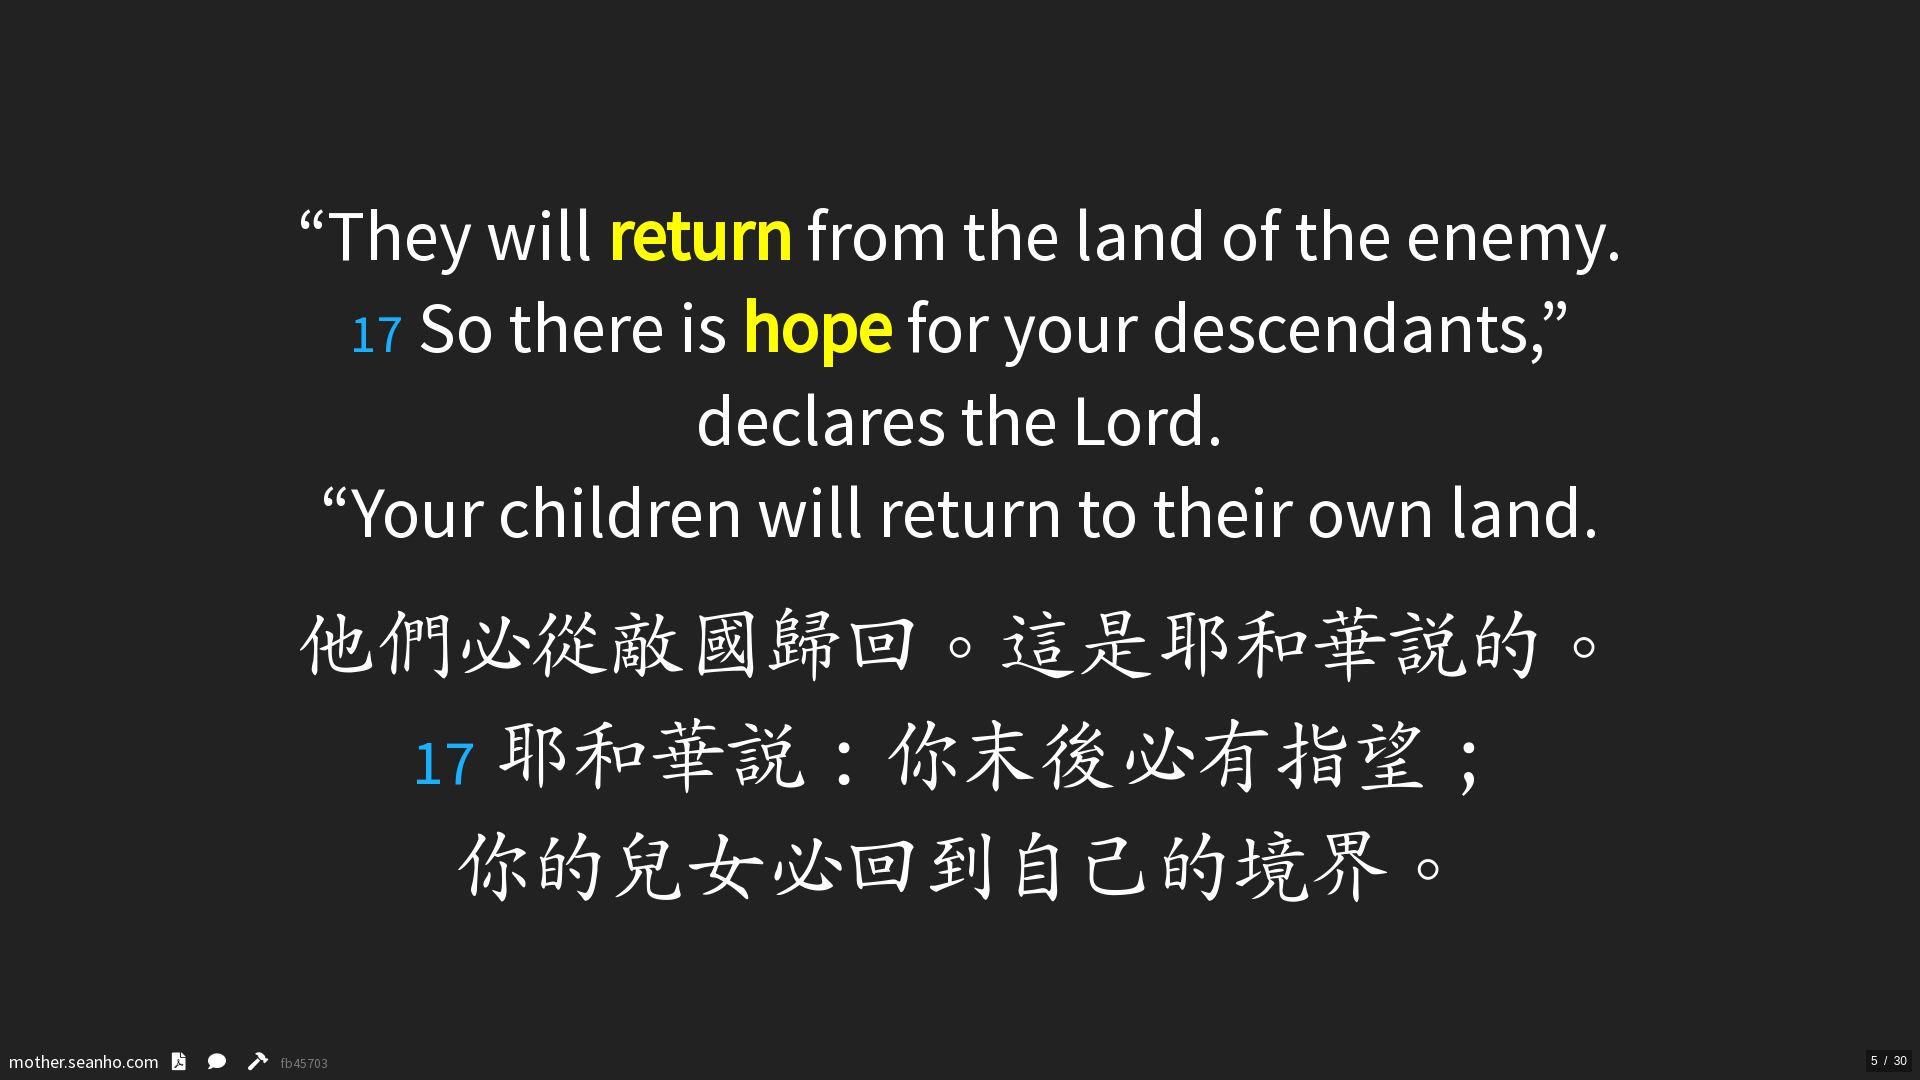 “They will return from the land of the enemy.
17 So there is hope for your descendants,”
declares the Lord.
“Your children will return to their own land.
他們必從敵國歸回。這是耶和華説的。
17 耶和華説：你末後必有指望；
你的兒女必回到自己的境界。
mother.seanho.com fb45703
5 / 30